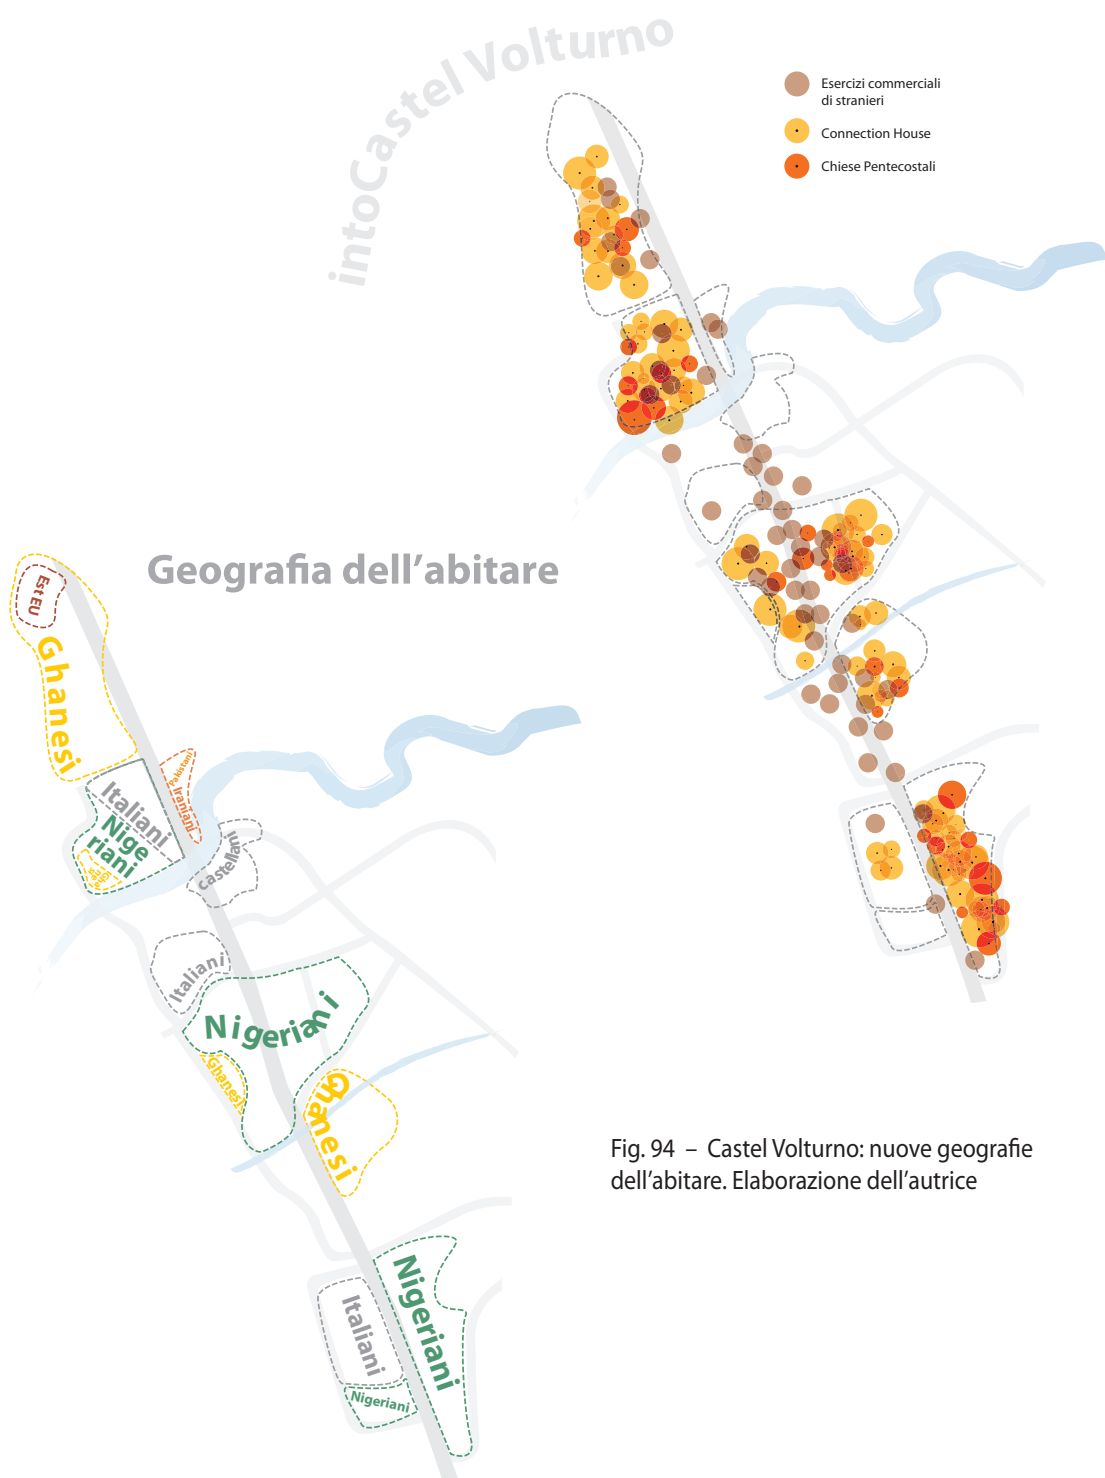 intoCastel Volturno
Esercizi commerciali
di stranieri
Connection House
Chiese Pentecostali
Geografia dell'abitare
Est EU
Ghanesi
Pakistani
Iraniani
Italiani
Nige
riani
Castellani
Italiani
Nigeriani
Ghanesi
Ghanesi
Fig. 94 – Castel Volturno: nuove geografie
dell'abitare. Elaborazione dell'autrice
Nigeriani
Italiani
Nigeriani